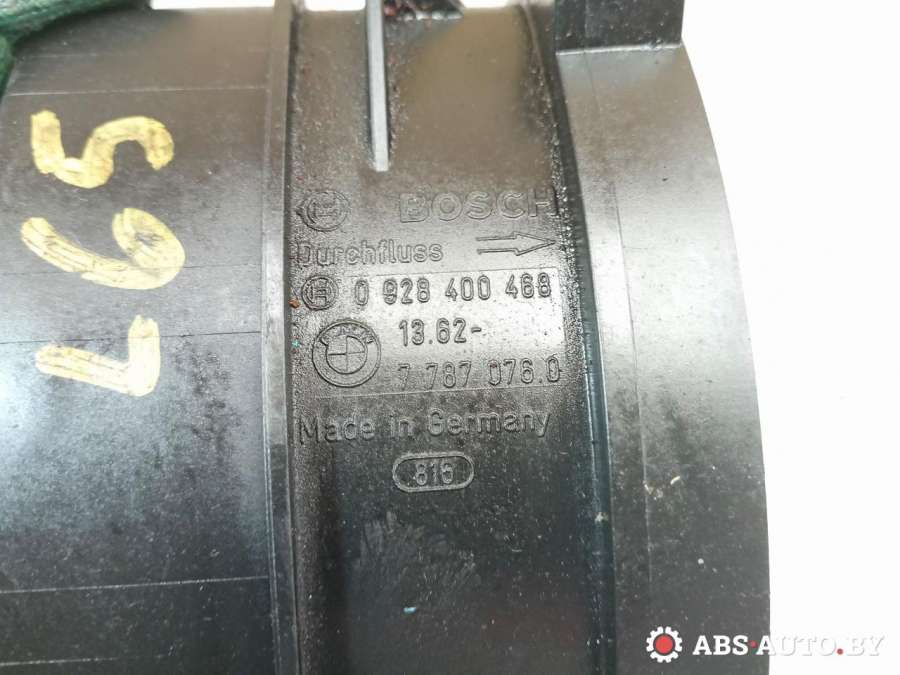 597
L65
BOSCH
Durchfluss
H 0 928 400 468
13.62-
7 787 076.0
Made in Germany
816
ABS-AUTO.BY